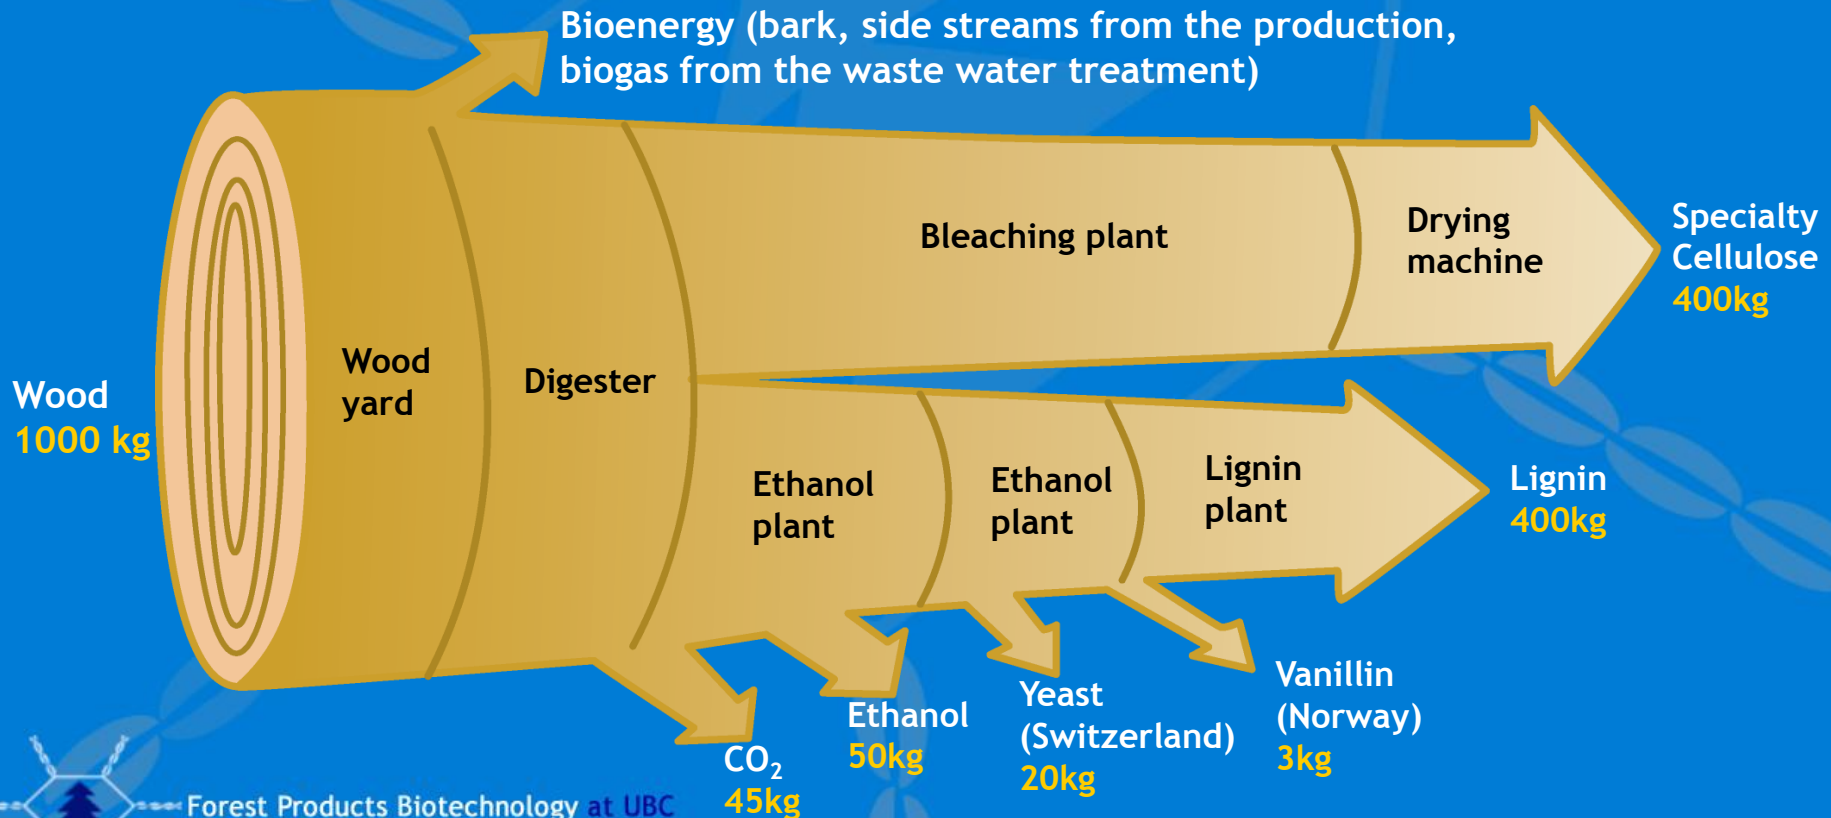 Bioenergy (bark, side streams from the production,
biogas from the waste water treatment)
Wood
1000 kg
Wood
yard
Digester
Bleaching plant
Drying
machine
Specialty
Cellulose
400kg
Ethanol
plant
Ethanol
plant
Lignin
plant
Lignin
400kg
CO₂
45kg
Ethanol
50kg
Yeast
(Switzerland)
20kg
Vanillin
(Norway)
3kg
Forest Products Biotechnology at UBC